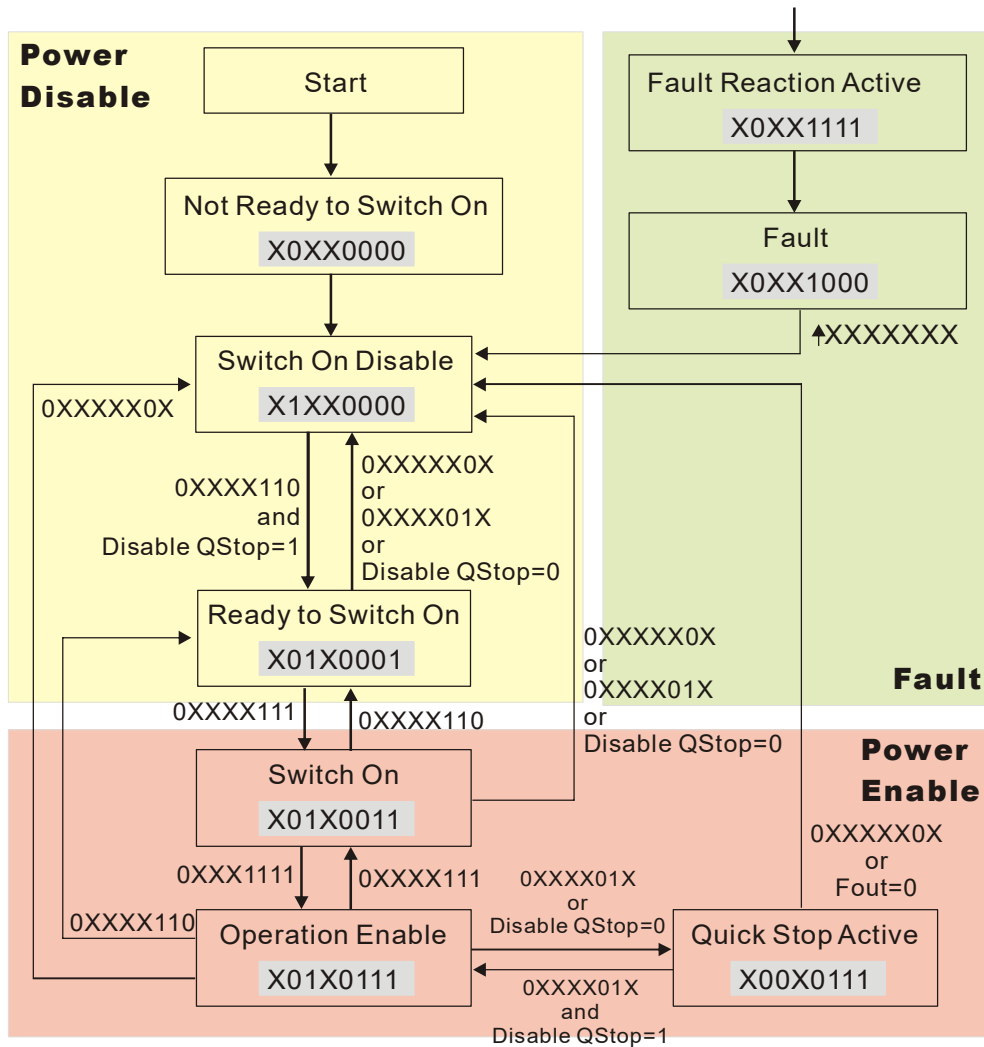 Power
Disable
Start
Not Ready to Switch On
X0XX0000
Switch On Disable
X1XX0000
0XXXXX0X
0XXXX110
and
Disable QStop=1
0XXXXX0X
or
0XXXX01X
or
Disable QStop=0
Ready to Switch On
X01X0001
0XXXX111
0XXXX110
Fault Reaction Active
X0XX1111
Fault
X0XX1000
XXXXXXX
Fault
0XXXXX0X
or
0XXXX01X
or
Disable QStop=0
Power
Enable
Switch On
X01X0011
0XXX1111
0XXXX111
0XXXX110
Operation Enable
X01X0111
0XXXX01X
or
Disable QStop=0
0XXXX01X
and
Disable QStop=1
0XXXXX0X
or
Fout=0
Quick Stop Active
X00X0111